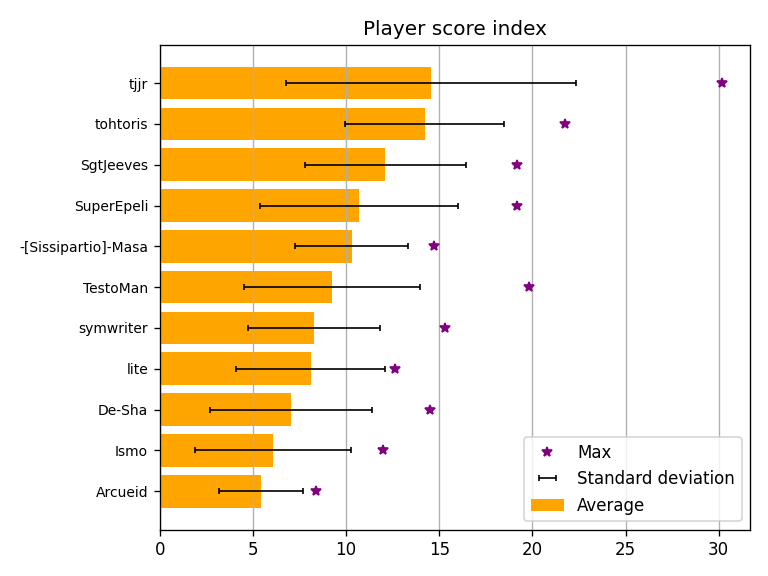 Player score index
tjjr
tohtoris
SgtJeeves
SuperEpeli
-[Sissipartio]-Masa
TestoMan
symwriter
lite
De-Sha
Ismo
Arcueid
Max
Standard deviation
Average
0 5 10 15 20 25 30